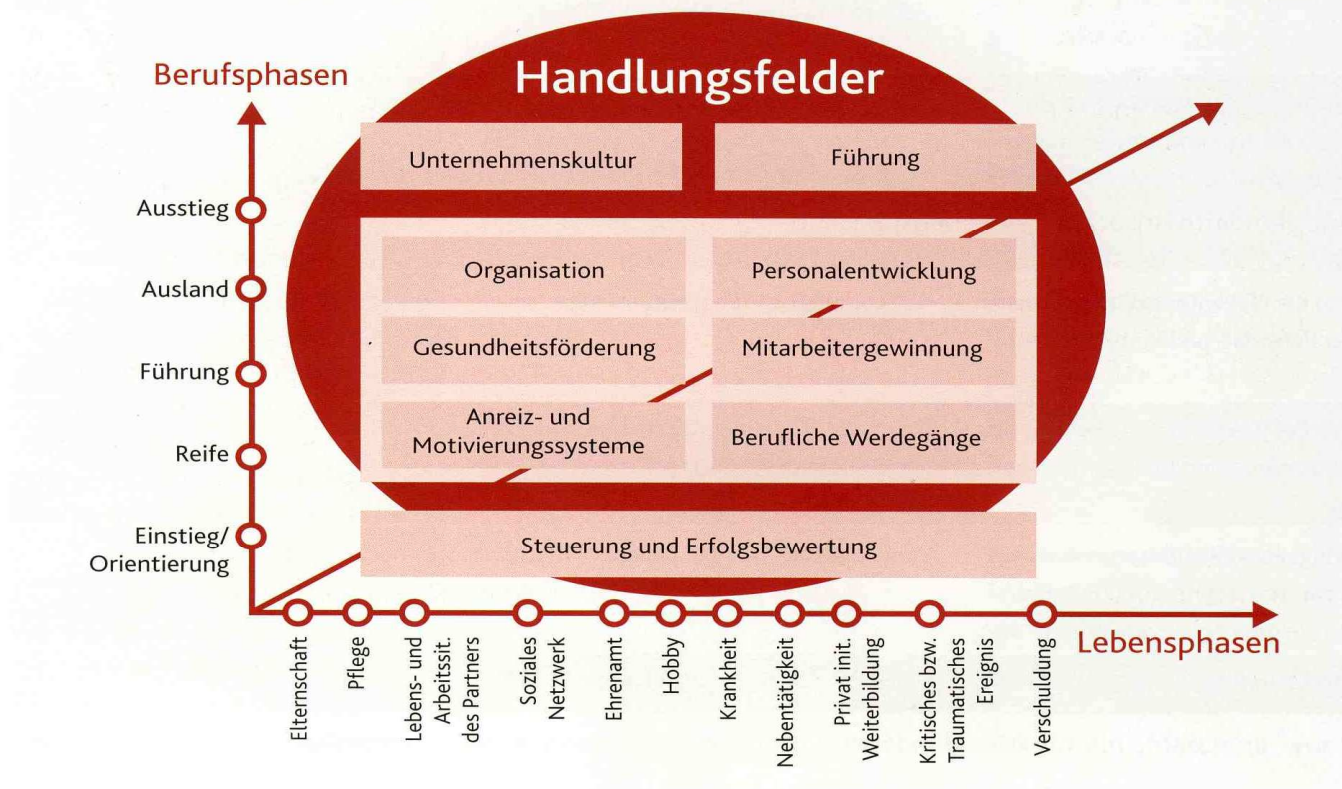 Handlungsfelder
Berufsphasen
Unternehmenskultur
Führung
Organisation
Personalentwicklung
Gesundheitsförderung
Mitarbeitergewinnung
Anreiz- und
Motivierungssysteme
Berufliche Werdegänge
Steuerung und Erfolgsbewertung
Ausstieg
Ausland
Führung
Reife
Einstieg/
Orientierung
Lebensphasen
Elternschaft
Pflege
Lebens- und
Arbeitssit.
des Partners
Soziales
Netzwerk
Ehrenamt
Hobby
Krankheit
Nebentätigkeit
Privat init.
Weiterbildung
Kritisches bzw.
Traumatisches
Ereignis
Verschuldung